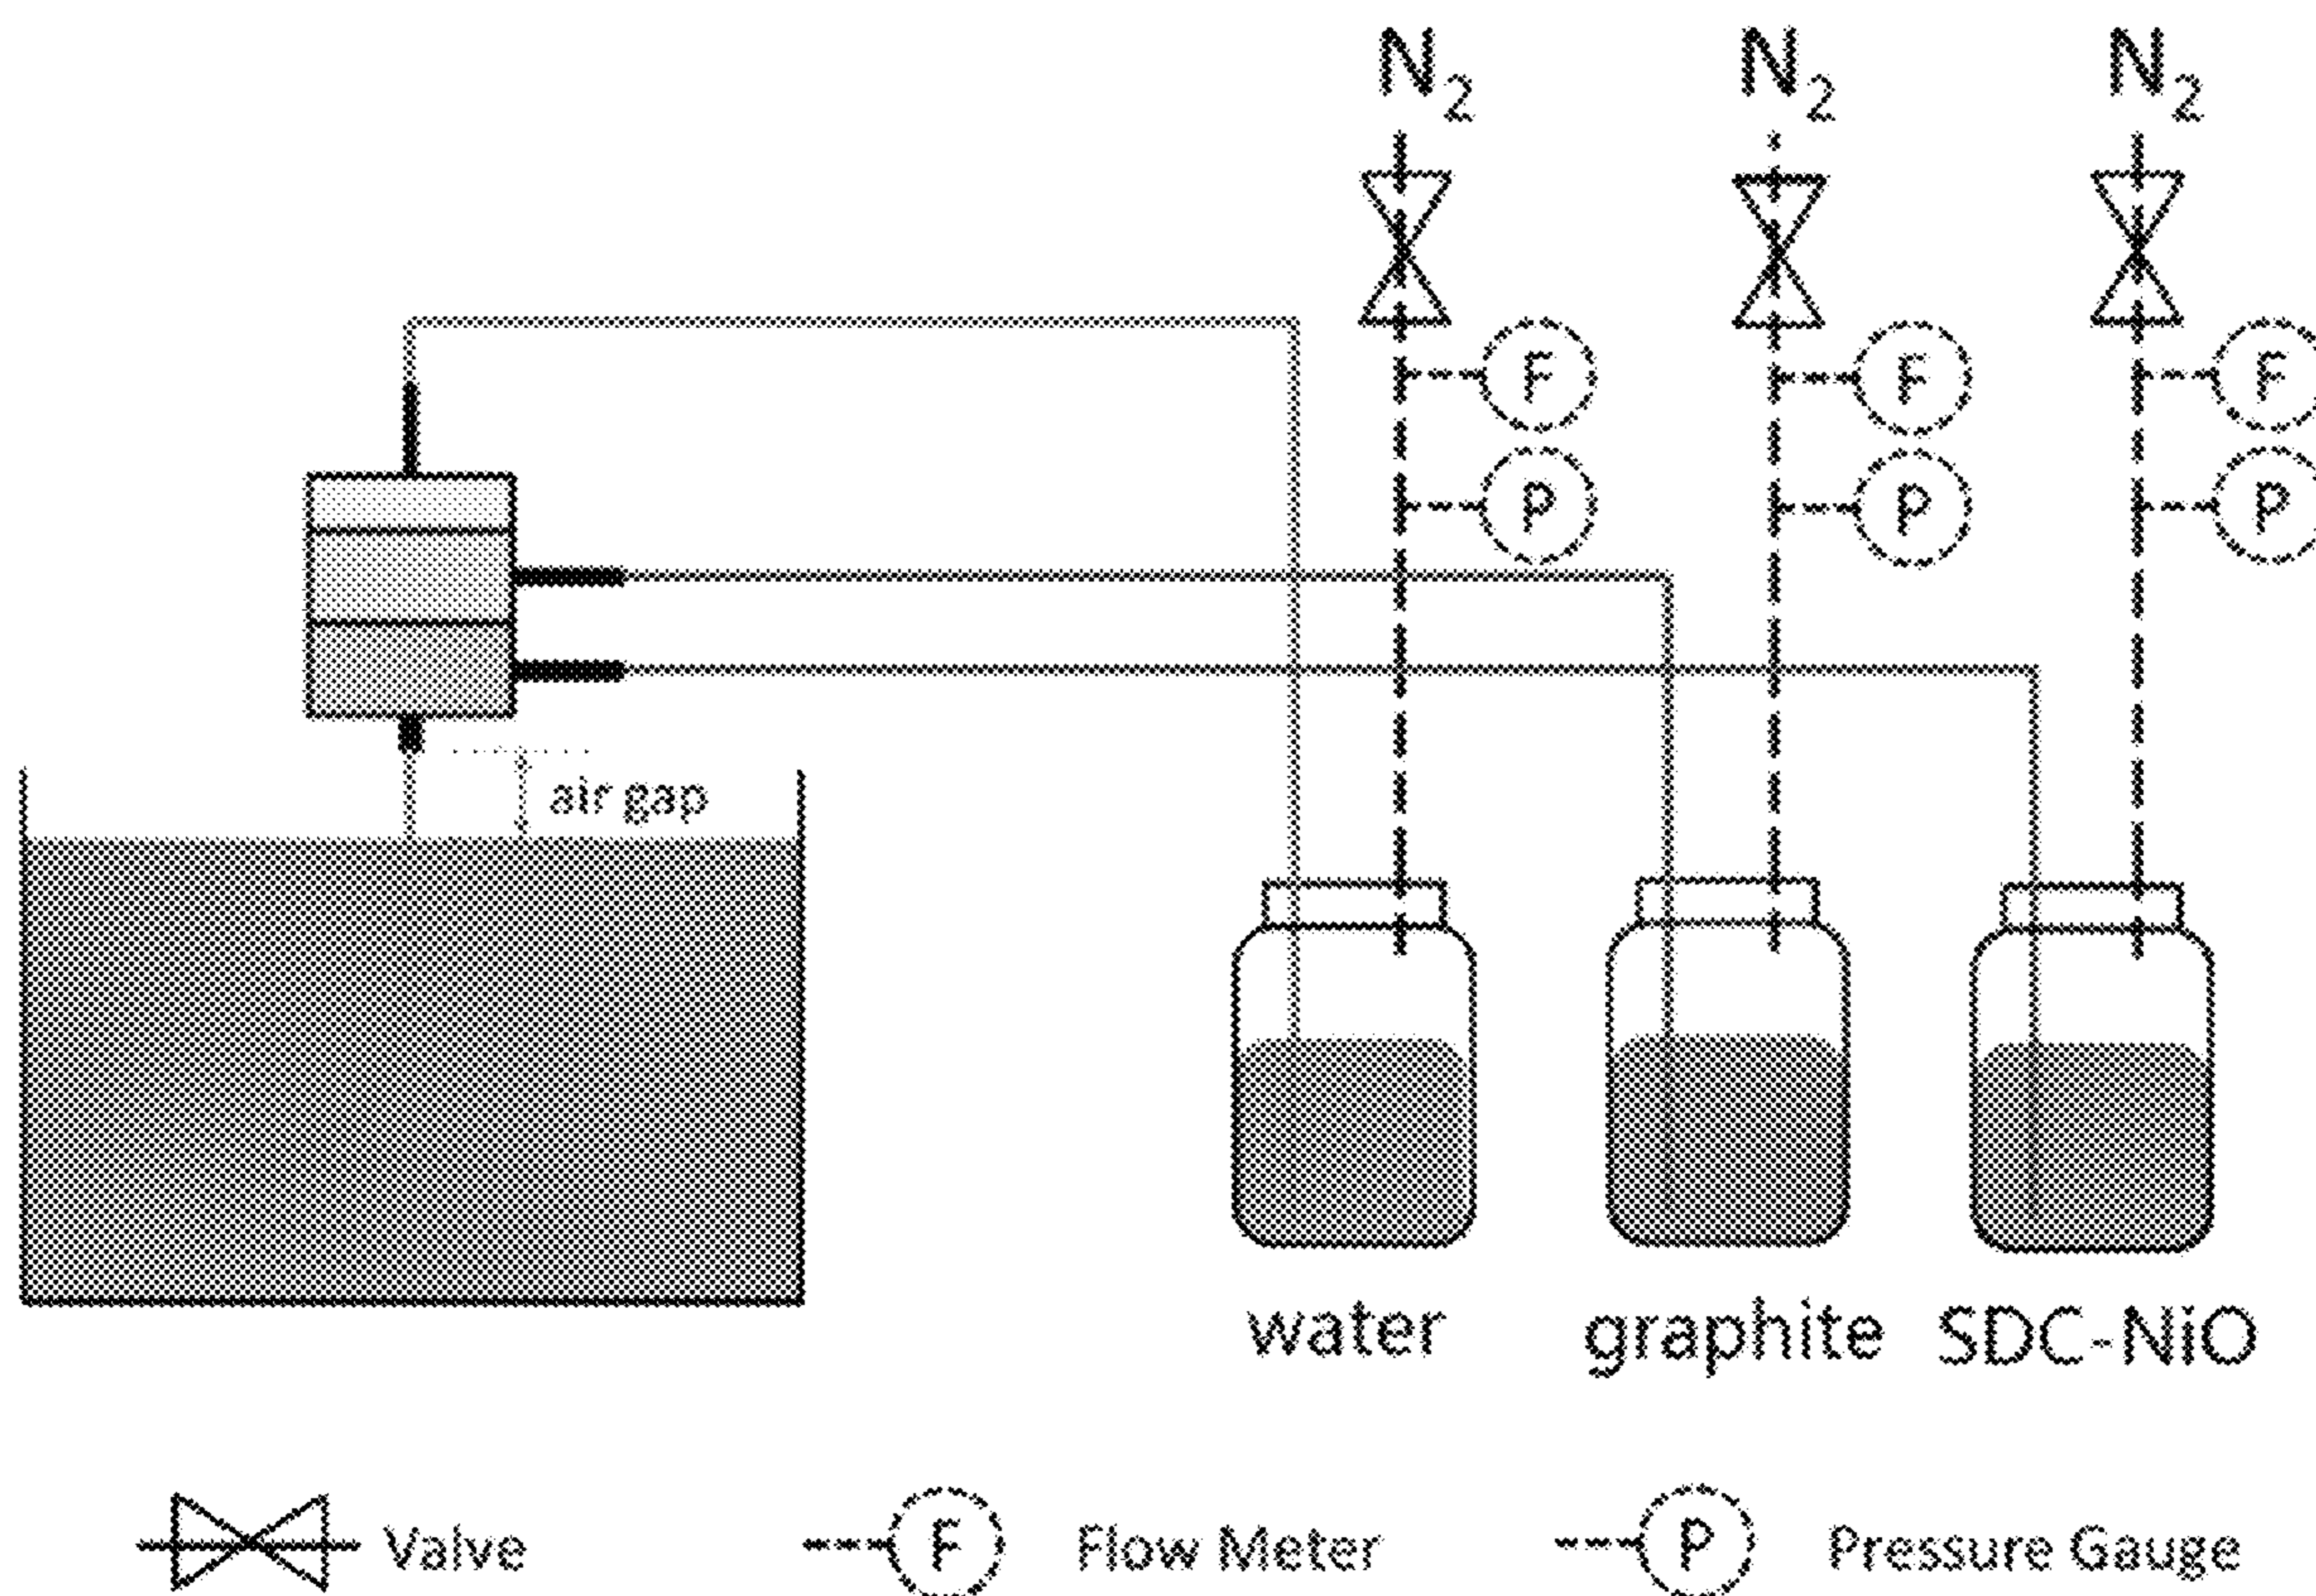 N2 N2 N2
F F F
P P P
air gap
water graphite SDC-NiO
Valve F Flow Meter P Pressure Gauge